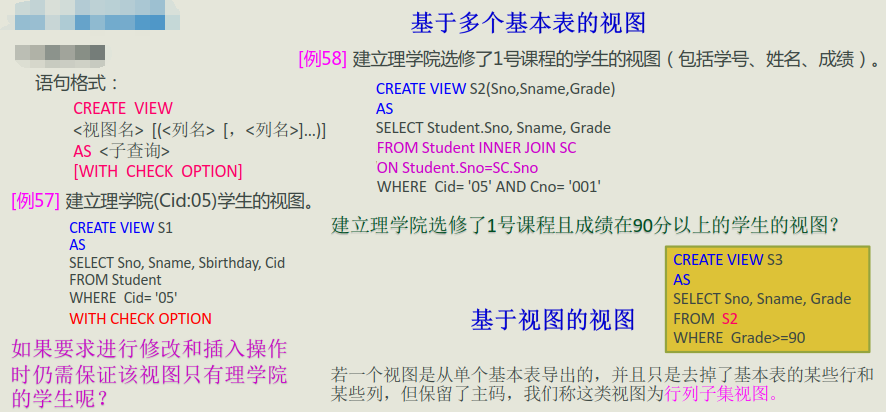 语句格式：
CREATE VIEW
<视图名> [(<列名> [，<列名>]...)]
AS <子查询>
[WITH CHECK OPTION]
[例57] 建立理学院(Cid:05)学生的视图。
CREATE VIEW S1
AS
SELECT Sno, Sname, Sbirthday, Cid
FROM Student
WHERE Cid= '05'
WITH CHECK OPTION
如果要求进行修改和插入操作
时仍需保证该视图只有理学院
的学生呢？
基于多个基本表的视图
[例58] 建立理学院选修了1号课程的学生的视图（包括学号、姓名、成绩）。
CREATE VIEW S2(Sno,Sname,Grade)
AS
SELECT Student.Sno, Sname, Grade
FROM Student INNER JOIN SC
ON Student.Sno=SC.Sno
WHERE Cid= '05' AND Cno= '001'
建立理学院选修了1号课程且成绩在90分以上的学生的视图？
基于视图的视图
CREATE VIEW S3
AS
SELECT Sno, Sname, Grade
FROM S2
WHERE Grade>=90
若一个视图是从单个基本表导出的，并且只是去掉了基本表的某些行和
某些列，但保留了主码，我们称这类视图为行列子集视图。